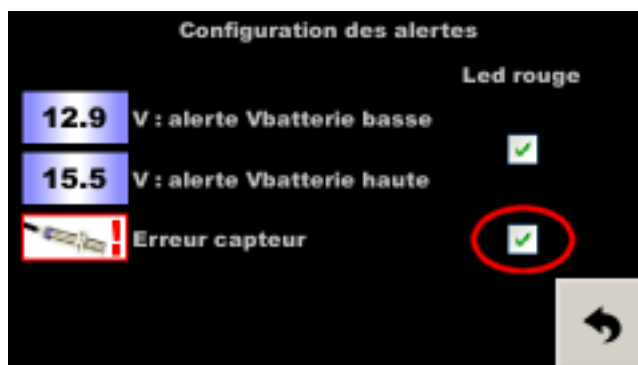 Configuration des alertes
Led rouge
12.9 V : alerte Vbatterie basse
15.5 V : alerte Vbatterie haute
! Erreur capteur